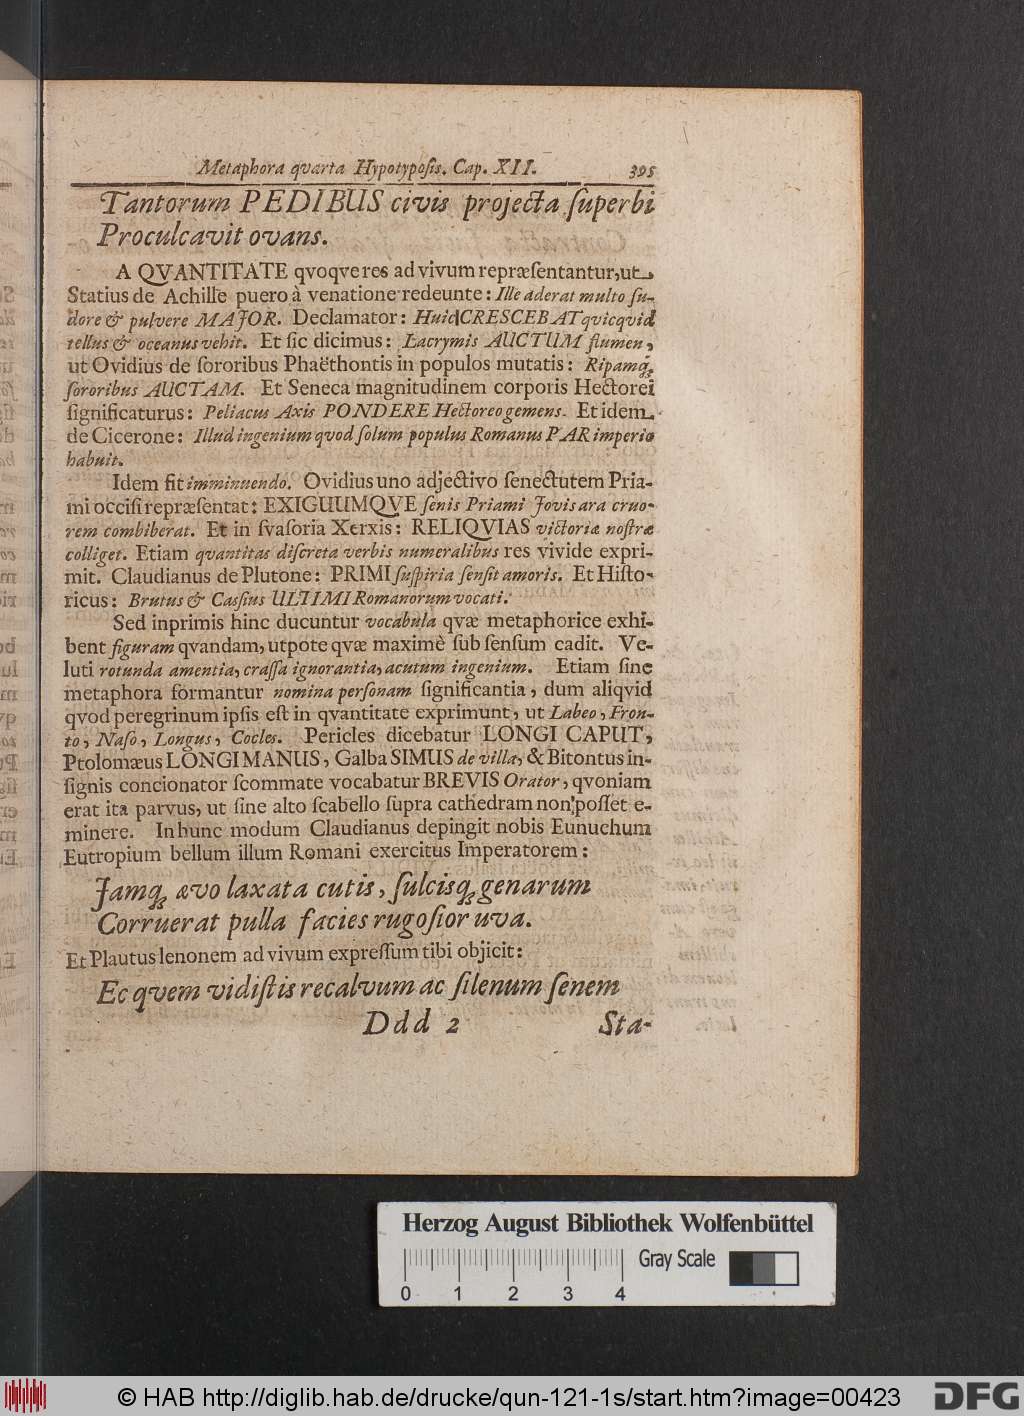 Metaphora qvarta Hypotyposis. Cap. XII. 395
Tantorum PEDIBUS civis projecta ſuperbi
Proculcavit ovans.
A QVANTITATE qvoqve res ad vivum repræſentantur, ut
Statius de Achille puero à venatione redeunte: Ille aderat multo ſu-
dore & pulvere MAJOR. Declamator: Huic CRESCEBAT qvicqvid
tellus & oceanus vehit. Et ſic dicimus: Lacrymis AUCTUM flumen,
ut Ovidius de ſororibus Phaëthontis in populos mutatis: Ripamq;
ſororibus AUCTAM. Et Seneca magnitudinem corporis Hectorei
ſignificaturus: Peliacus Axis PONDERE Hectoreo gemens. Et idem
de Cicerone: Illud ingenium qvod ſolum populus Romanus PAR imperio
habuit.
Idem fit imminuendo. Ovidius uno adjectivo ſenectutem Pria-
mi occiſi repræſentat: EXIGUUMQVE ſenis Priami Jovis ara cruo-
rem combiberat. Et in ſvaſoria Xerxis: RELIQVIAS victoriæ noſtræ
colliget. Etiam qvantitas diſcreta verbis numeralibus res vivide expri-
mit. Claudianus de Plutone: PRIMI ſuſpiria ſenſit amoris. Et Hiſto-
ricus: Brutus & Caſſius ULTIMI Romanorum vocati.
Sed inprimis hinc ducuntur vocabula qvæ metaphorice exhi-
bent figuram qvandam, utpote qvæ maximè ſub ſenſum cadit. Ve-
luti rotunda amentia, craſſa ignorantia, acutum ingenium. Etiam ſine
metaphora formantur nomina perſonam ſignificantia, dum aliqvid
qvod peregrinum ipſis eſt in qvantitate exprimunt, ut Labeo, Fron-
to, Naſo, Longus, Cocles. Pericles dicebatur LONGI CAPUT,
Ptolomæus LONGIMANUS, Galba SIMUS de villa, & Bitontus in-
ſignis concionator ſcommate vocabatur BREVIS Orator, qvoniam
erat ita parvus, ut ſine alto ſcabello ſupra cathedram non poſſet e-
minere. In hunc modum Claudianus depingit nobis Eunuchum
Eutropium bellum illum Romani exercitus Imperatorem:
Jamq; ævo laxata cutis, ſulcisq; genarum
Corruerat pulla facies rugoſior uva.
Et Plautus lenonem ad vivum expreſſum tibi objicit:
Ec qvem vidiſtis recalvum ac ſilenum ſenem
Ddd 2 Sta-
Herzog August Bibliothek Wolfenbüttel
Gray Scale
0 1 2 3 4
© HAB http://diglib.hab.de/drucke/qun-121-1s/start.htm?image=00423 DFG